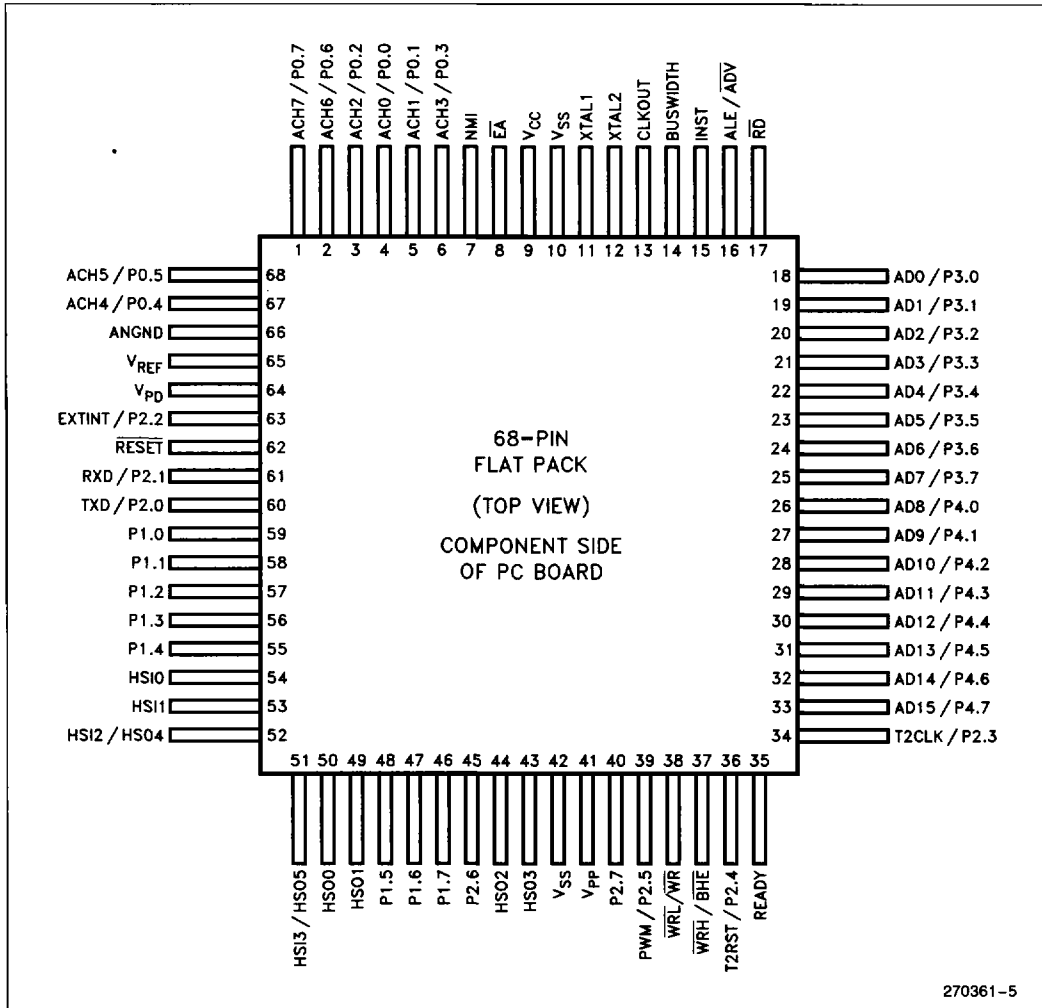 ACH7 / P0.7
ACH6 / P0.6
ACH2 / P0.2
ACH0 / P0.0
ACH1 / P0.1
ACH3 / P0.3
NMI
E̅A̅
VCC
VSS
XTAL1
XTAL2
CLKOUT
BUSWIDTH
INST
ALE / A̅D̅V̅
R̅D̅
1 2 3 4 5 6 7 8 9 10 11 12 13 14 15 16 17
ACH5 / P0.5 68
ACH4 / P0.4 67
ANGND 66
VREF 65
VPD 64
EXTINT / P2.2 63
R̅E̅S̅E̅T̅ 62
RXD / P2.1 61
TXD / P2.0 60
P1.0 59
P1.1 58
P1.2 57
P1.3 56
P1.4 55
HSI0 54
HSI1 53
HSI2 / HSO4 52
68-PIN
FLAT PACK
(TOP VIEW)
COMPONENT SIDE
OF PC BOARD
18 AD0 / P3.0
19 AD1 / P3.1
20 AD2 / P3.2
21 AD3 / P3.3
22 AD4 / P3.4
23 AD5 / P3.5
24 AD6 / P3.6
25 AD7 / P3.7
26 AD8 / P4.0
27 AD9 / P4.1
28 AD10 / P4.2
29 AD11 / P4.3
30 AD12 / P4.4
31 AD13 / P4.5
32 AD14 / P4.6
33 AD15 / P4.7
34 T2CLK / P2.3
51 50 49 48 47 46 45 44 43 42 41 40 39 38 37 36 35
HSI3 / HSO5
HSO0
HSO1
P1.5
P1.6
P1.7
P2.6
HSO2
HSO3
VSS
VPP
P2.7
PWM / P2.5
W̅R̅L̅/W̅R̅
W̅R̅H̅ / B̅H̅E̅
T2RST / P2.4
READY
270361-5